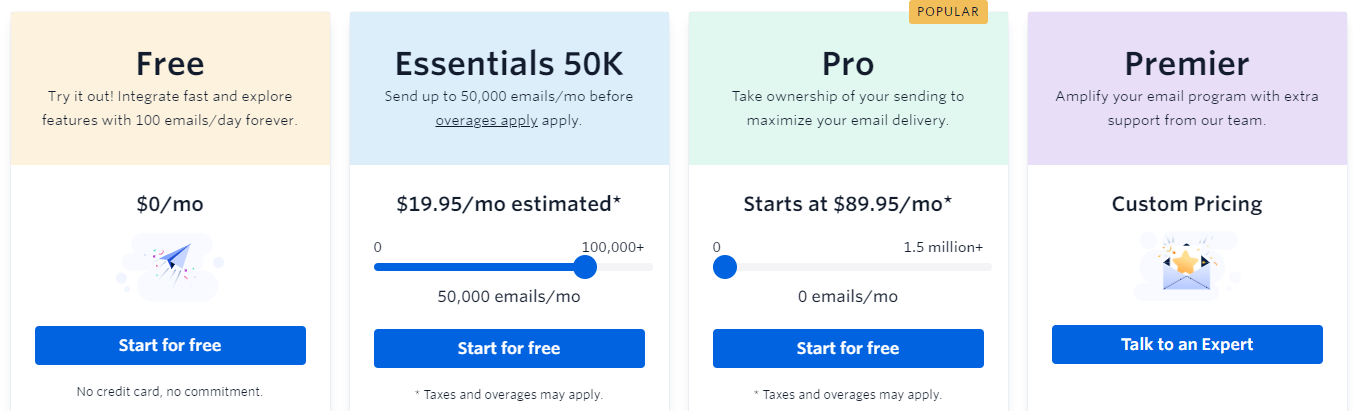 Free
Try it out! Integrate fast and explore
features with 100 emails/day forever.
$0/mo
Start for free
No credit card, no commitment.
Essentials 50K
Send up to 50,000 emails/mo before
overages apply apply.
$19.95/mo estimated*
0 100,000+
50,000 emails/mo
Start for free
* Taxes and overages may apply.
POPULAR
Pro
Take ownership of your sending to
maximize your email delivery.
Starts at $89.95/mo*
0 1.5 million+
0 emails/mo
Start for free
* Taxes and overages may apply.
Premier
Amplify your email program with extra
support from our team.
Custom Pricing
Talk to an Expert